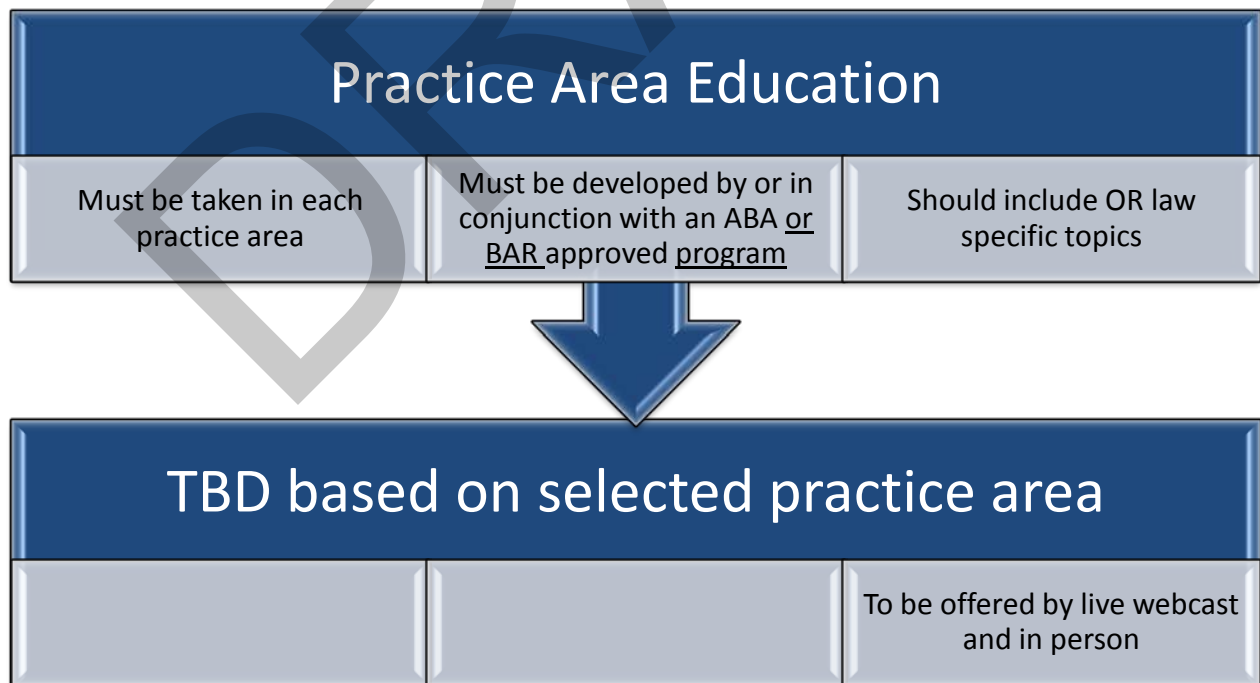 Practice Area Education
Must be taken in each
practice area
Must be developed by or in
conjunction with an ABA or
BAR approved program
Should include OR law
specific topics
TBD based on selected practice area
To be offered by live webcast
and in person